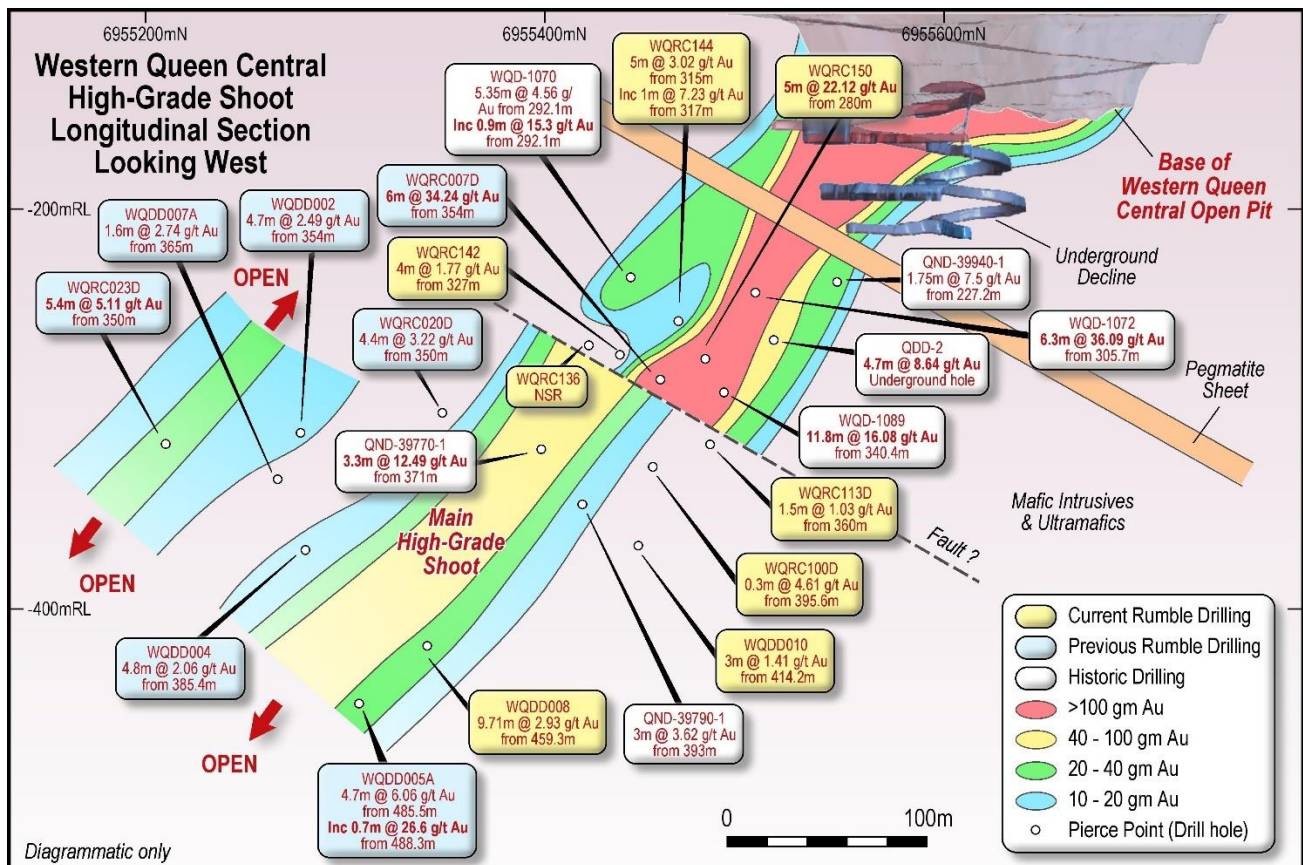 6955200mN
6955400mN
6955600mN
Western Queen Central
High-Grade Shoot
Longitudinal Section
Looking West
WQD-1070
5.35m @ 4.56 g/
Au from 292.1m
Inc 0.9m @ 15.3 g/t Au
from 292.1m
WQRC144
5m @ 3.02 g/t Au
from 315m
Inc 1m @ 7.23 g/t Au
from 317m
WQRC150
5m @ 22.12 g/t Au
from 280m
Base of
Western Queen
Central Open Pit
WQRC007D
6m @ 34.24 g/t Au
from 354m
-200mRL
WQDD007A
1.6m @ 2.74 g/t Au
from 365m
WQDD002
4.7m @ 2.49 g/t Au
from 354m
WQRC142
4m @ 1.77 g/t Au
from 327m
Underground
Decline
OPEN
WQRC023D
5.4m @ 5.11 g/t Au
from 350m
WQRC020D
4.4m @ 3.22 g/t Au
from 350m
QND-39940-1
1.75m @ 7.5 g/t Au
from 227.2m
WQD-1072
6.3m @ 36.09 g/t Au
from 305.7m
QDD-2
4.7m @ 8.64 g/t Au
Underground hole
WQRC136
NSR
Pegmatite
Sheet
WQD-1089
11.8m @ 16.08 g/t Au
from 340.4m
QND-39770-1
3.3m @ 12.49 g/t Au
from 371m
WQRC113D
1.5m @ 1.03 g/t Au
from 360m
Mafic Intrusives
& Ultramafics
Main
High-Grade
Shoot
Fault ?
OPEN
WQRC100D
0.3m @ 4.61 g/t Au
from 395.6m
-400mRL
WQDD004
4.8m @ 2.06 g/t Au
from 385.4m
WQDD010
3m @ 1.41 g/t Au
from 414.2m
WQDD008
9.71m @ 2.93 g/t Au
from 459.3m
QND-39790-1
3m @ 3.62 g/t Au
from 393m
OPEN
WQDD005A
4.7m @ 6.06 g/t Au
from 485.5m
Inc 0.7m @ 26.6 g/t Au
from 488.3m
Current Rumble Drilling
Previous Rumble Drilling
Historic Drilling
>100 gm Au
40 - 100 gm Au
20 - 40 gm Au
10 - 20 gm Au
Pierce Point (Drill hole)
0
100m
Diagrammatic only